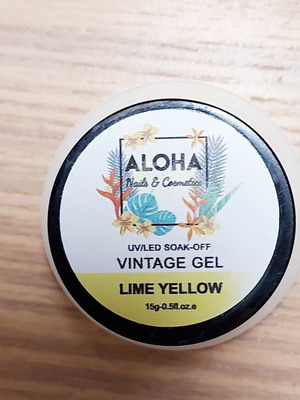 ALOHA
Nails & Cosmetics
UV/LED SOAK-OFF
VINTAGE GEL
LIME YELLOW
15g-0.5fl.oz.e